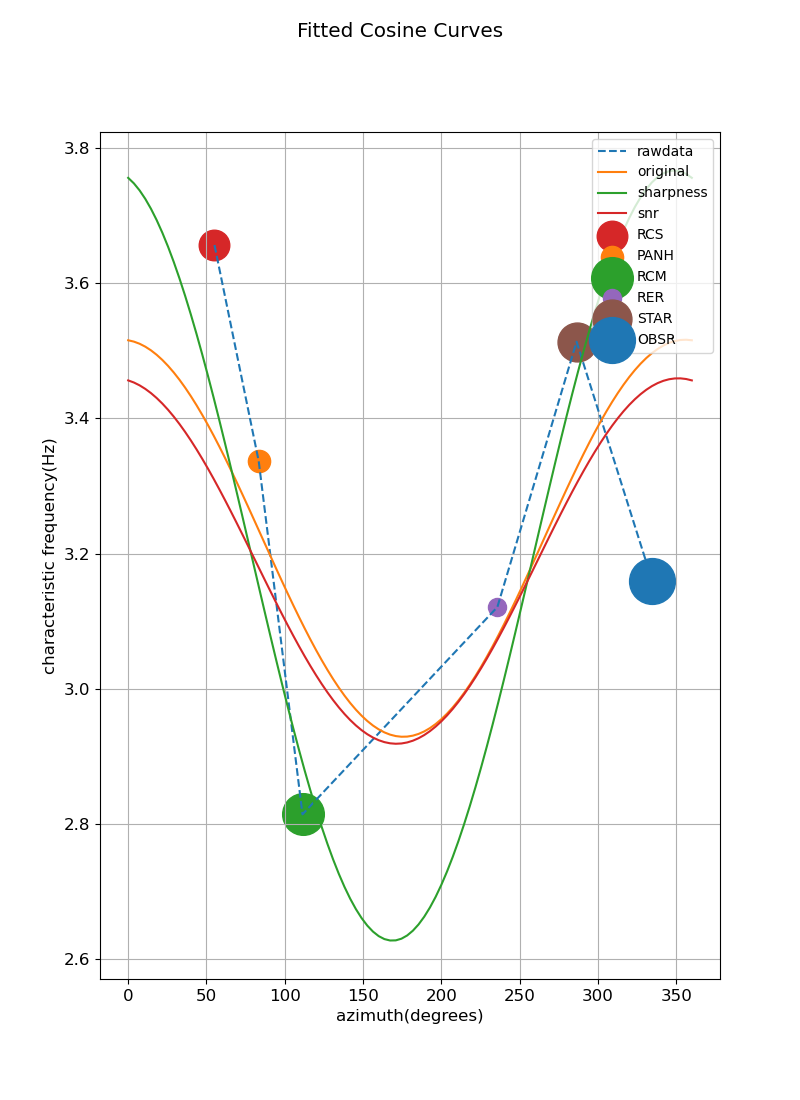 Fitted Cosine Curves
3.8
3.6
3.4
3.2
3.0
2.8
2.6
characteristic frequency(Hz)
rawdata
original
sharpness
snr
RCS
PANH
RCM
RER
STAR
OBSR
0 50 100 150 200 250 300 350
azimuth(degrees)